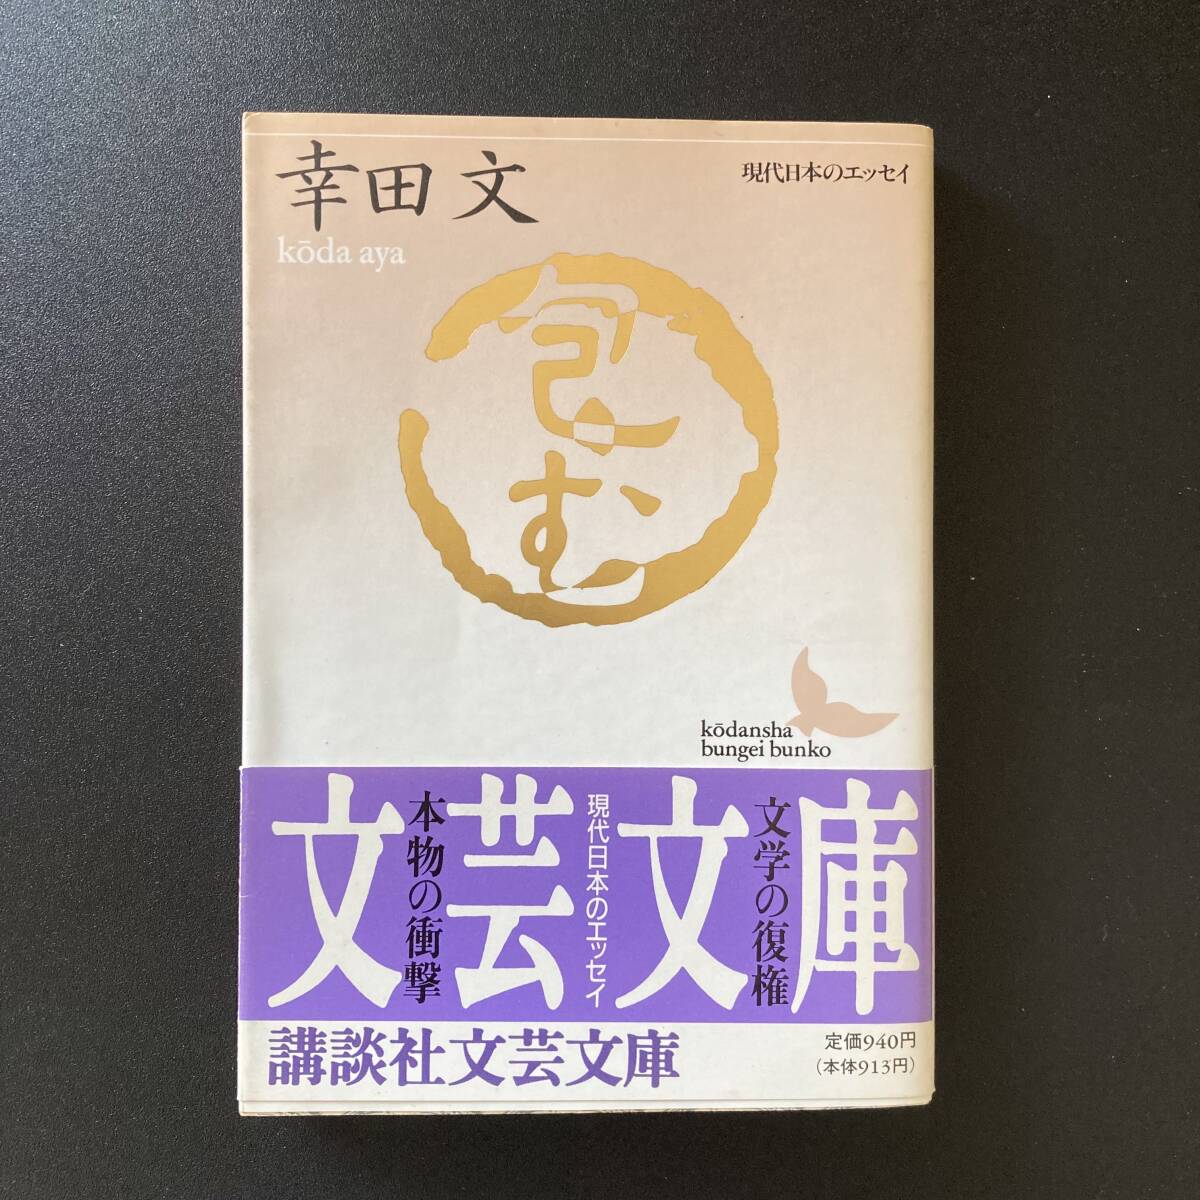 幸田 文
kōda aya
現代日本のエッセイ
包む
kōdansha
bungei bunko
文芸文庫
文学の復権
現代日本のエッセイ
本物の衝撃
講談社文芸文庫
定価940円
(本体913円)